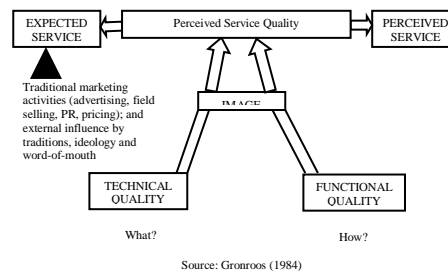 EXPECTED
SERVICE
Perceived Service Quality
PERCEIVED
SERVICE
Traditional marketing
activities (advertising, field
selling, PR, pricing); and
external influence by
traditions, ideology and
word-of-mouth
IMAGE
TECHNICAL
QUALITY
FUNCTIONAL
QUALITY
What?
How?
Source: Gronroos (1984)